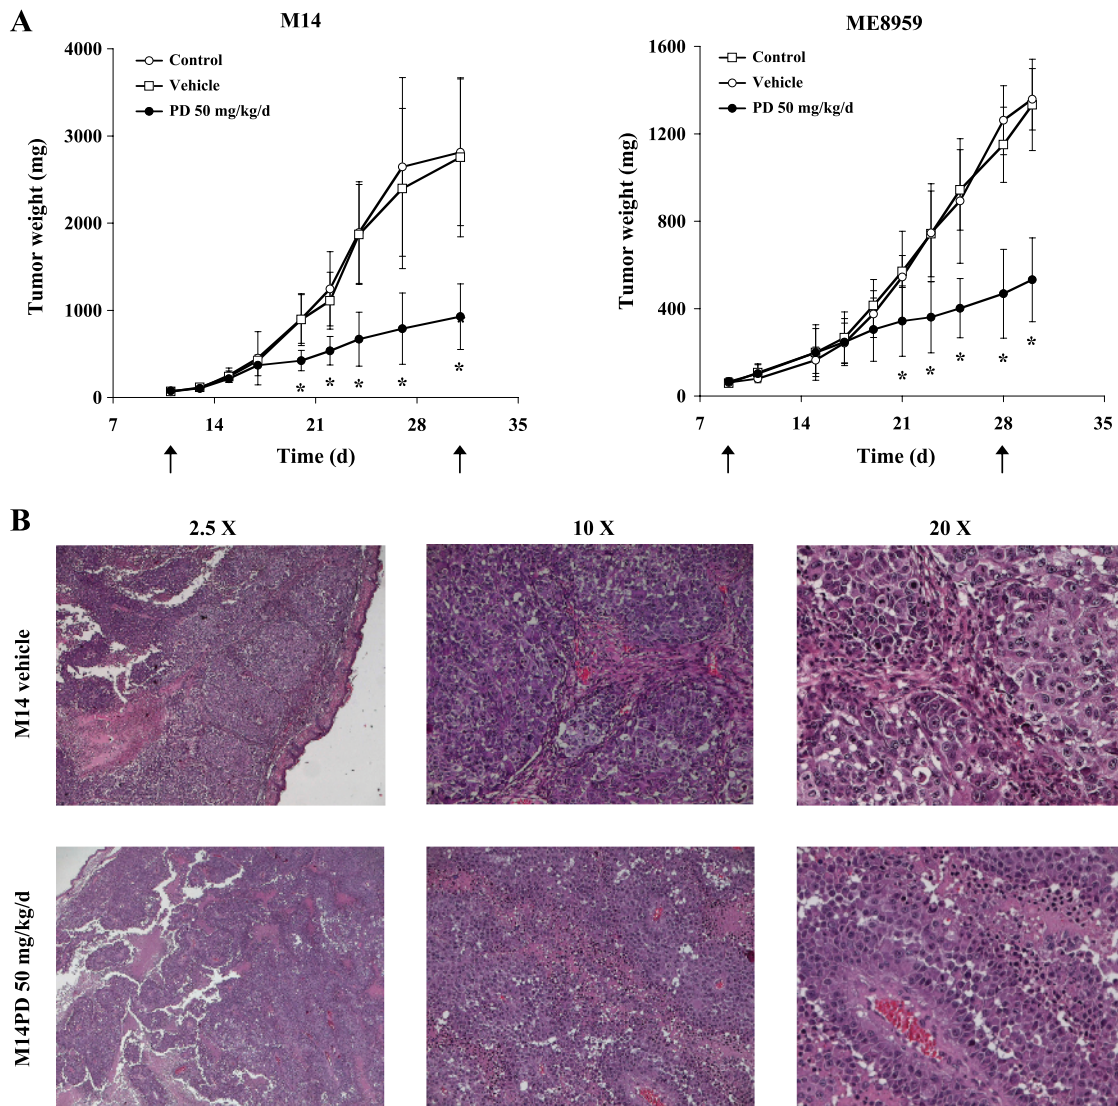 A
M14
Tumor weight (mg)
4000
3000
2000
1000
0
Control
Vehicle
PD 50 mg/kg/d
* * * * *
7 14 21 28 35
Time (d)
ME8959
Tumor weight (mg)
1600
1200
800
400
0
Control
Vehicle
PD 50 mg/kg/d
* * * * *
7 14 21 28 35
Time (d)
B
2.5 X 10 X 20 X
M14 vehicle
M14PD 50 mg/kg/d